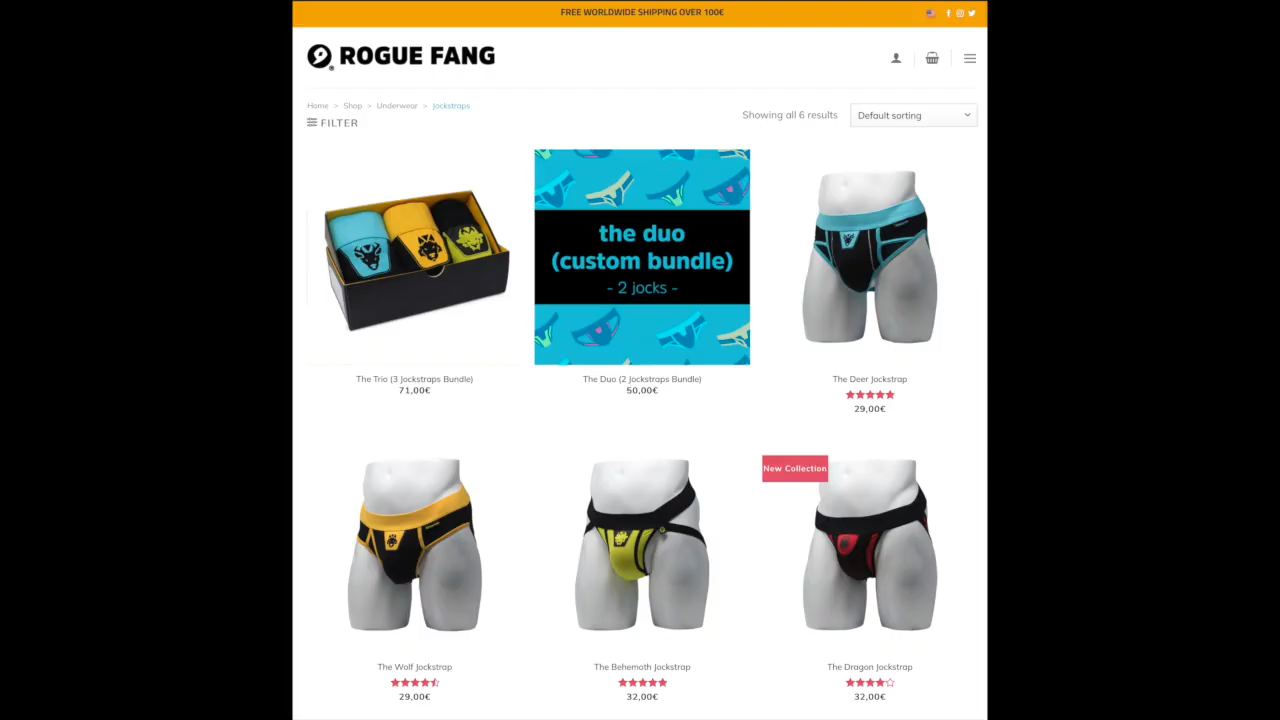 FREE WORLDWIDE SHIPPING OVER 100€
ROGUE FANG
Home > Shop > Underwear > Jockstraps
Showing all 6 results
Default sorting
FILTER
the duo
(custom bundle)
- 2 jocks -
The Trio (3 Jockstraps Bundle)
71,00€
The Duo (2 Jockstraps Bundle)
50,00€
The Deer Jockstrap
29,00€
New Collection
The Wolf Jockstrap
29,00€
The Behemoth Jockstrap
32,00€
The Dragon Jockstrap
32,00€